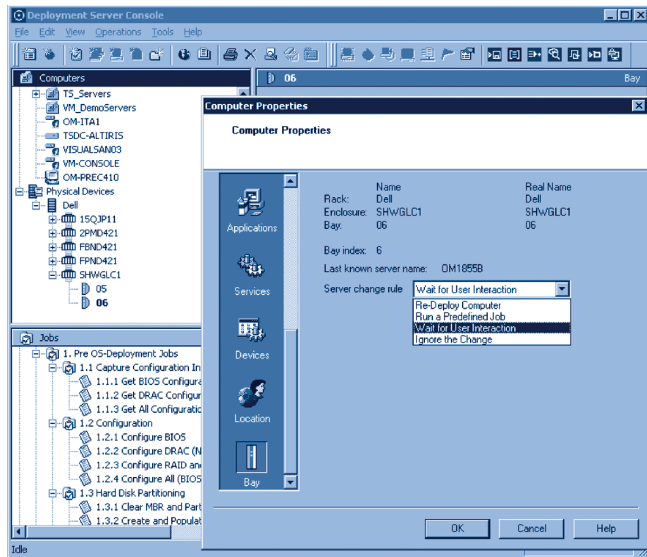 Deployment Server Console
File Edit View Operations Tools Help
Computers
06 Bay
TS_Servers
VM_DemoServers
OM-ITA1
TSDC-ALTIRIS
VISUALSAN03
VM-CONSOLE
OM-PREC410
Physical Devices
Dell
15QJP11
2PMD421
FBND421
FPND421
SHWGLC1
05
06
Jobs
1. Pre OS-Deployment Jobs
1.1 Capture Configuration In
1.1.1 Get BIOS Configura
1.1.2 Get DRAC Configur
1.1.3 Get All Configuratic
1.2 Configuration
1.2.1 Configure BIOS
1.2.2 Configure DRAC (N
1.2.3 Configure RAID an
1.2.4 Configure All (BIOS
1.3 Hard Disk Partitioning
1.3.1 Clear MBR and Part
1.3.2 Create and Populat
Idle
Computer Properties
Computer Properties
Applications
Services
Devices
Location
Bay
Name Real Name
Rack: Dell Dell
Enclosure: SHWGLC1 SHWGLC1
Bay: 06 06
Bay index: 6
Last known server name: OM1855B
Server change rule Wait for User Interaction
Re-Deploy Computer
Run a Predefined Job
Wait for User Interaction
Ignore the Change
OK Cancel Help